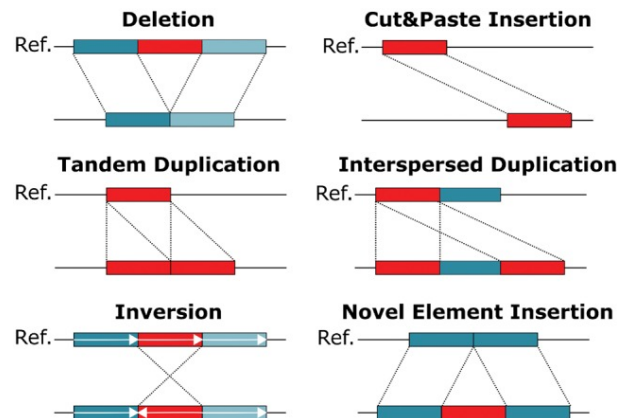 Deletion
Ref.
Cut&Paste Insertion
Ref.
Tandem Duplication
Ref.
Interspersed Duplication
Ref.
Inversion
Ref.
Novel Element Insertion
Ref.